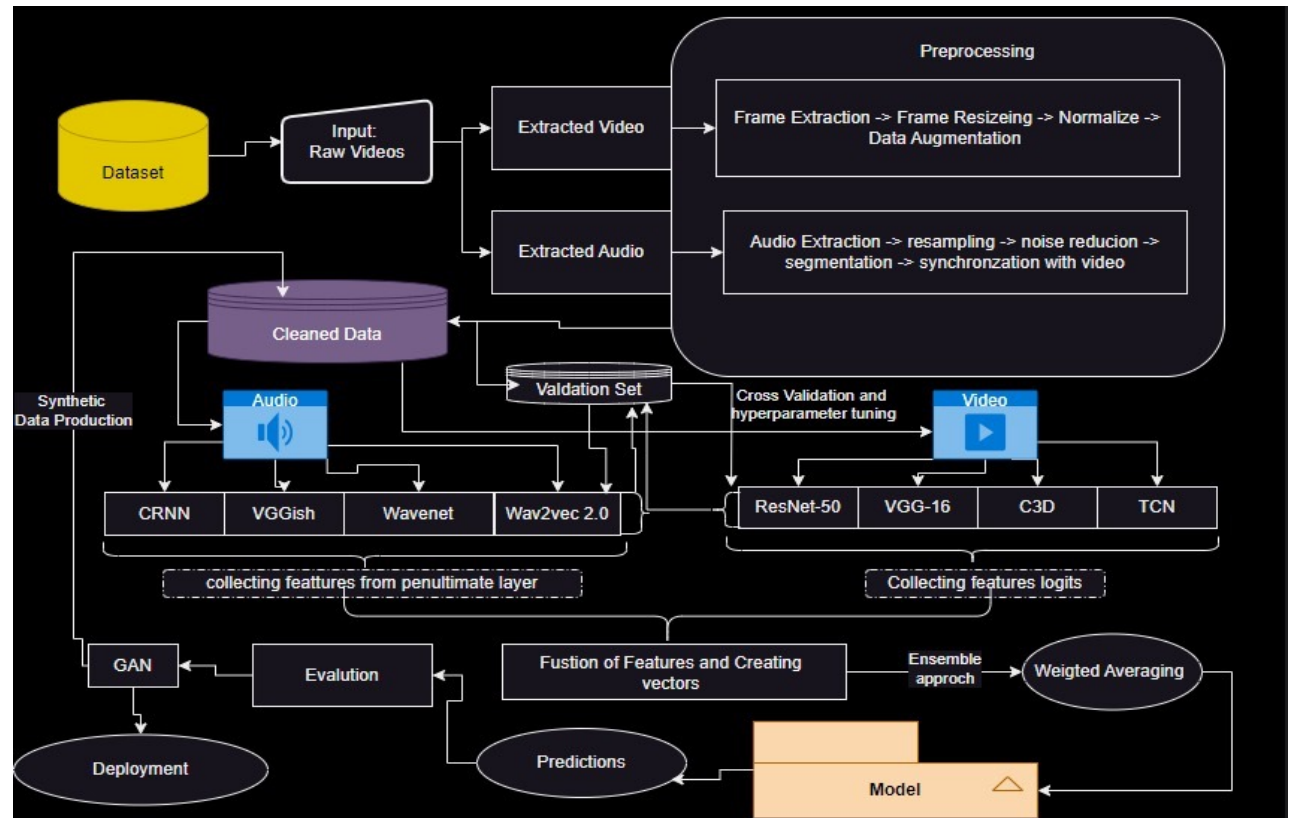 Preprocessing
Dataset
Input:
Raw Videos
Extracted Video
Frame Extraction -> Frame Resizeing -> Normalize ->
Data Augmentation
Extracted Audio
Audio Extraction -> resampling -> noise reducion ->
segmentation -> synchronzation with video
Cleaned Data
Valdation Set
Synthetic
Data Production
Audio
Cross Validation and
hyperparameter tuning
Video
CRNN
VGGish
Wavenet
Wav2vec 2.0
ResNet-50
VGG-16
C3D
TCN
collecting feattures from penultimate layer
Collecting features logits
GAN
Evalution
Fustion of Features and Creating
vectors
Ensemble
approch
Weigted Averaging
Deployment
Predictions
Model